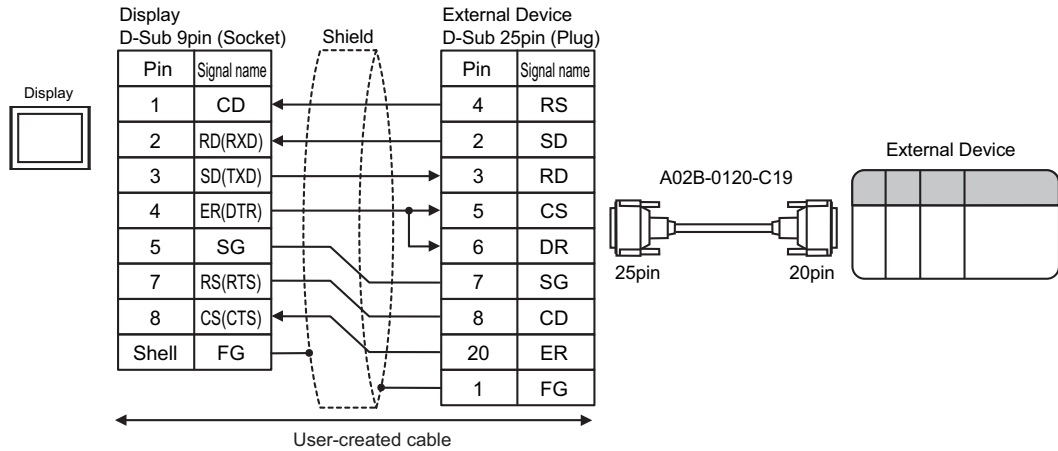 Display
D-Sub 9pin (Socket)
Shield
External Device
D-Sub 25pin (Plug)
Pin Signal name
1 CD
2 RD(RXD)
3 SD(TXD)
4 ER(DTR)
5 SG
7 RS(RTS)
8 CS(CTS)
Shell FG
Pin Signal name
4 RS
2 SD
3 RD
5 CS
6 DR
7 SG
8 CD
20 ER
1 FG
Display
A02B-0120-C19
25pin
20pin
External Device
User-created cable